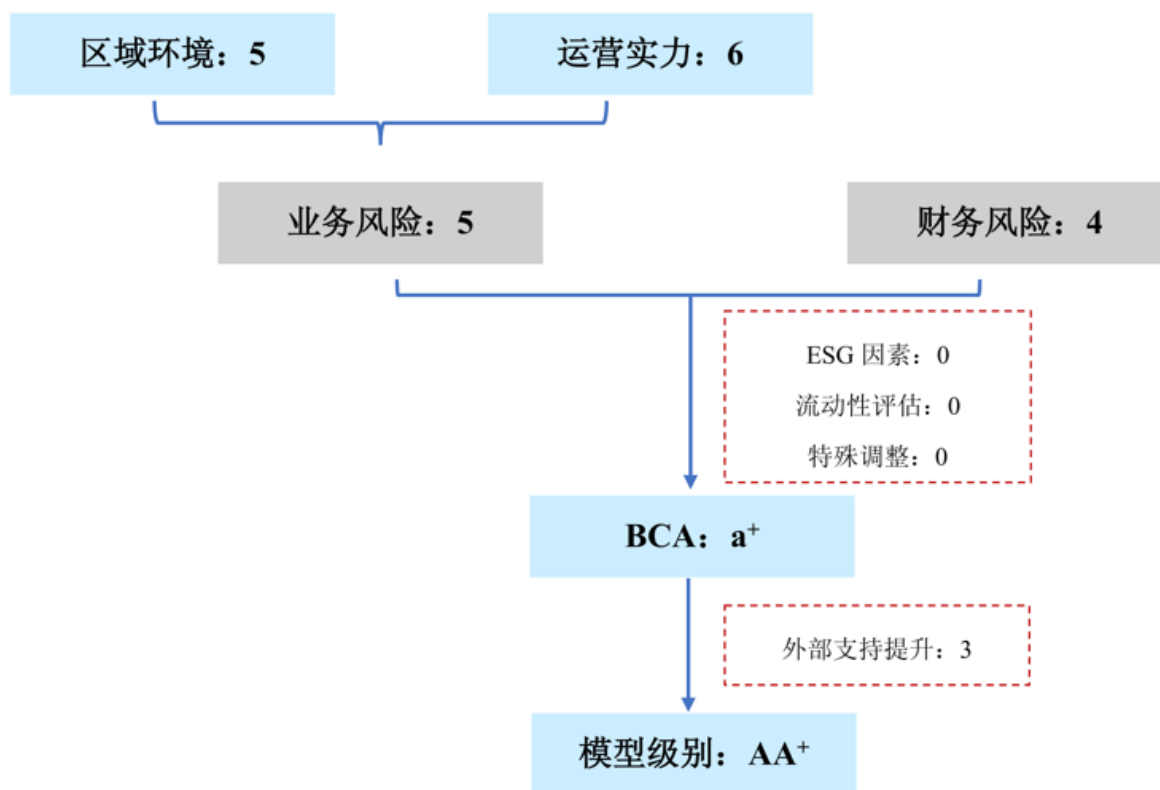 区域环境：5
运营实力：6
业务风险：5
财务风险：4
ESG 因素：0
流动性评估：0
特殊调整：0
BCA：a⁺
外部支持提升：3
模型级别：AA⁺